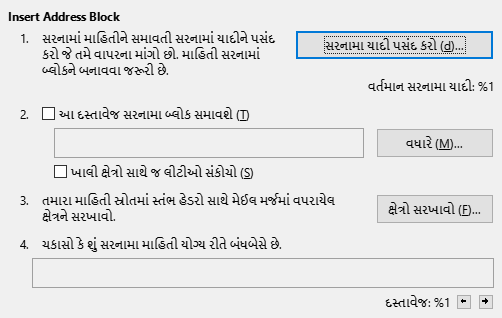 Insert Address Block
1. સરનામાં માહિતીને સમાવતી સરનામાં યાદીને પસંદ
કરો જે તમે વાપરના માંગો છો. માહિતી સરનામાં
બ્લોકને બનાવવા જરૂરી છે.
સરનામા યાદી પસંદ કરો (d)...
વર્તમાન સરનામા યાદી: %1
2. આ દસ્તાવેજ સરનામા બ્લોક સમાવશે (T)
વધારે (M)...
ખાલી ક્ષેત્રો સાથે જ લીટીઓ સંકોચો (S)
3. તમારા માહિતી સ્રોતમાં સ્તંભ હેડરો સાથે મેઈલ મર્જમાં વપરાયેલ
ક્ષેત્રને સરખાવો.
ક્ષેત્રો સરખાવો (F)...
4. ચકાસો કે શું સરનામા માહિતી યોગ્ય રીતે બંધબેસે છે.
દસ્તાવેજ: %1